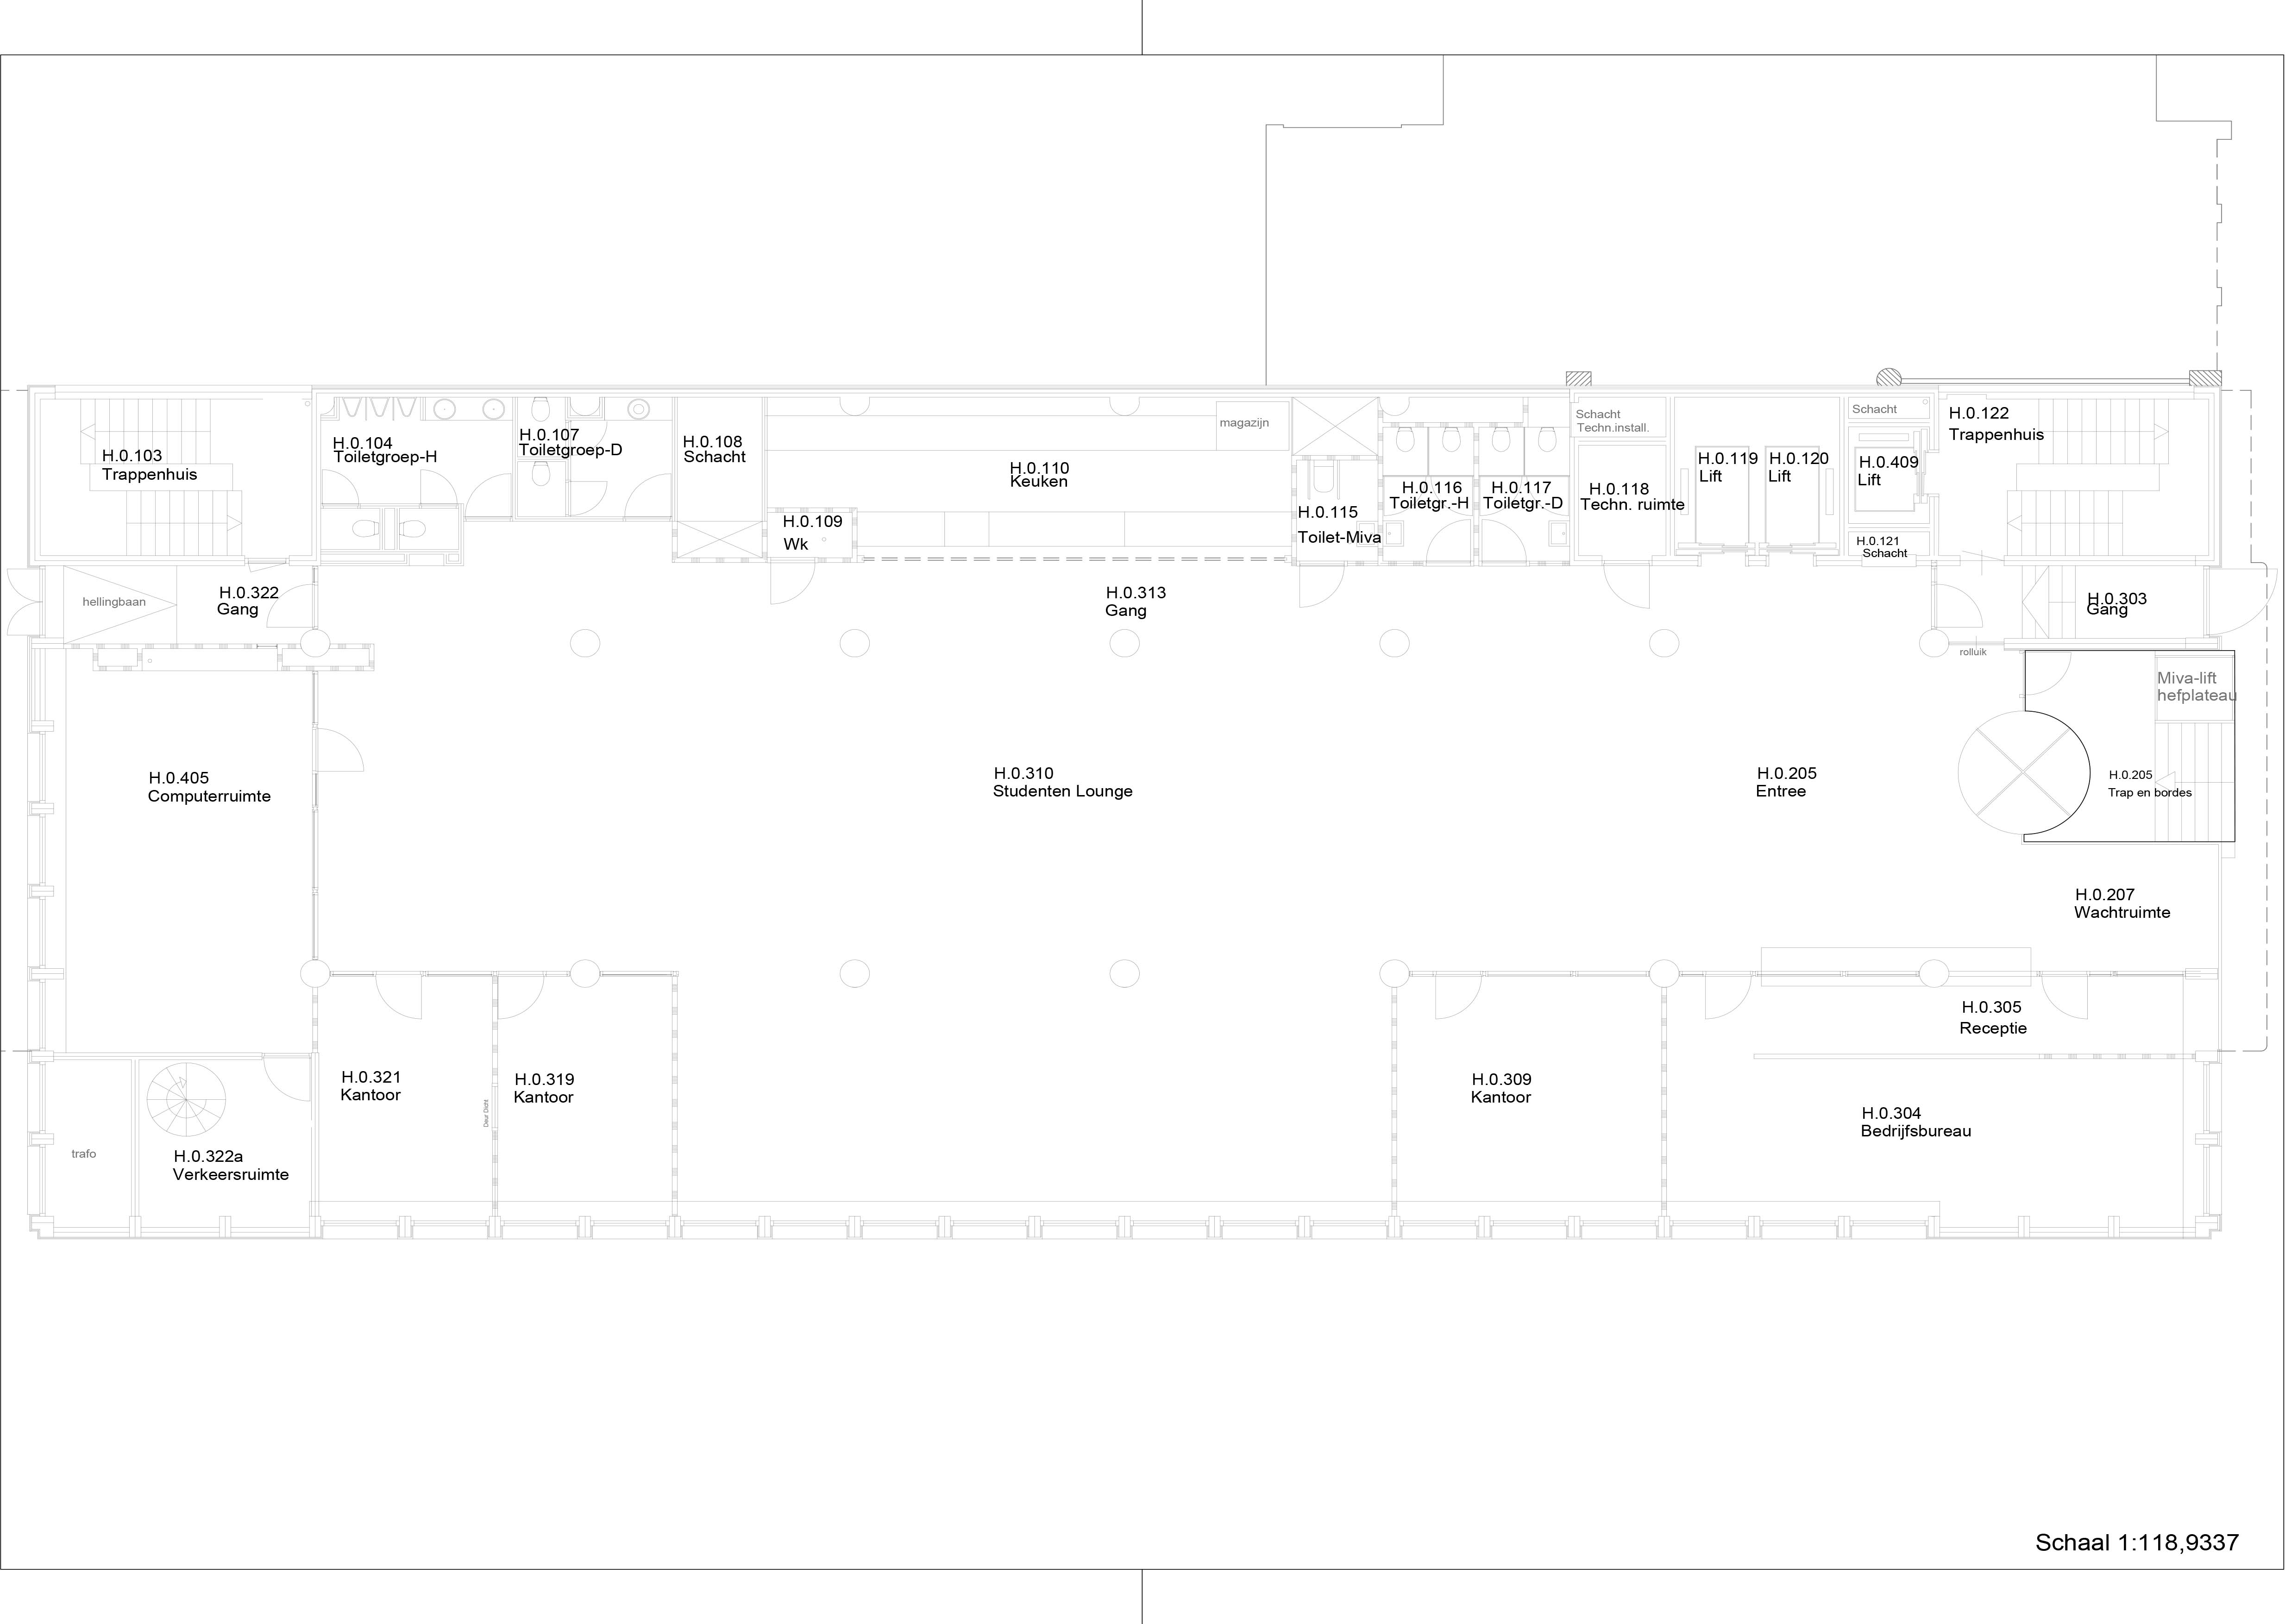 H.0.103
Trappenhuis
H.0.104
Toiletgroep-H
H.0.107
Toiletgroep-D
H.0.108
Schacht
H.0.109
Wk
H.0.110
Keuken
magazijn
H.0.115
Toilet-Miva
H.0.116
Toiletgr.-H
H.0.117
Toiletgr.-D
Schacht
Techn.install.
H.0.118
Techn. ruimte
H.0.119
Lift
H.0.120
Lift
Schacht
H.0.409
Lift
H.0.121
Schacht
H.0.122
Trappenhuis
hellingbaan
H.0.322
Gang
H.0.313
Gang
H.0.303
Gang
rolluik
Miva-lift
hefplateau
H.0.405
Computerruimte
H.0.310
Studenten Lounge
H.0.205
Entree
H.0.205
Trap en bordes
H.0.207
Wachtruimte
H.0.305
Receptie
H.0.321
Kantoor
Deur Dicht
H.0.319
Kantoor
H.0.309
Kantoor
H.0.304
Bedrijfsbureau
trafo
H.0.322a
Verkeersruimte
Schaal 1:118,9337